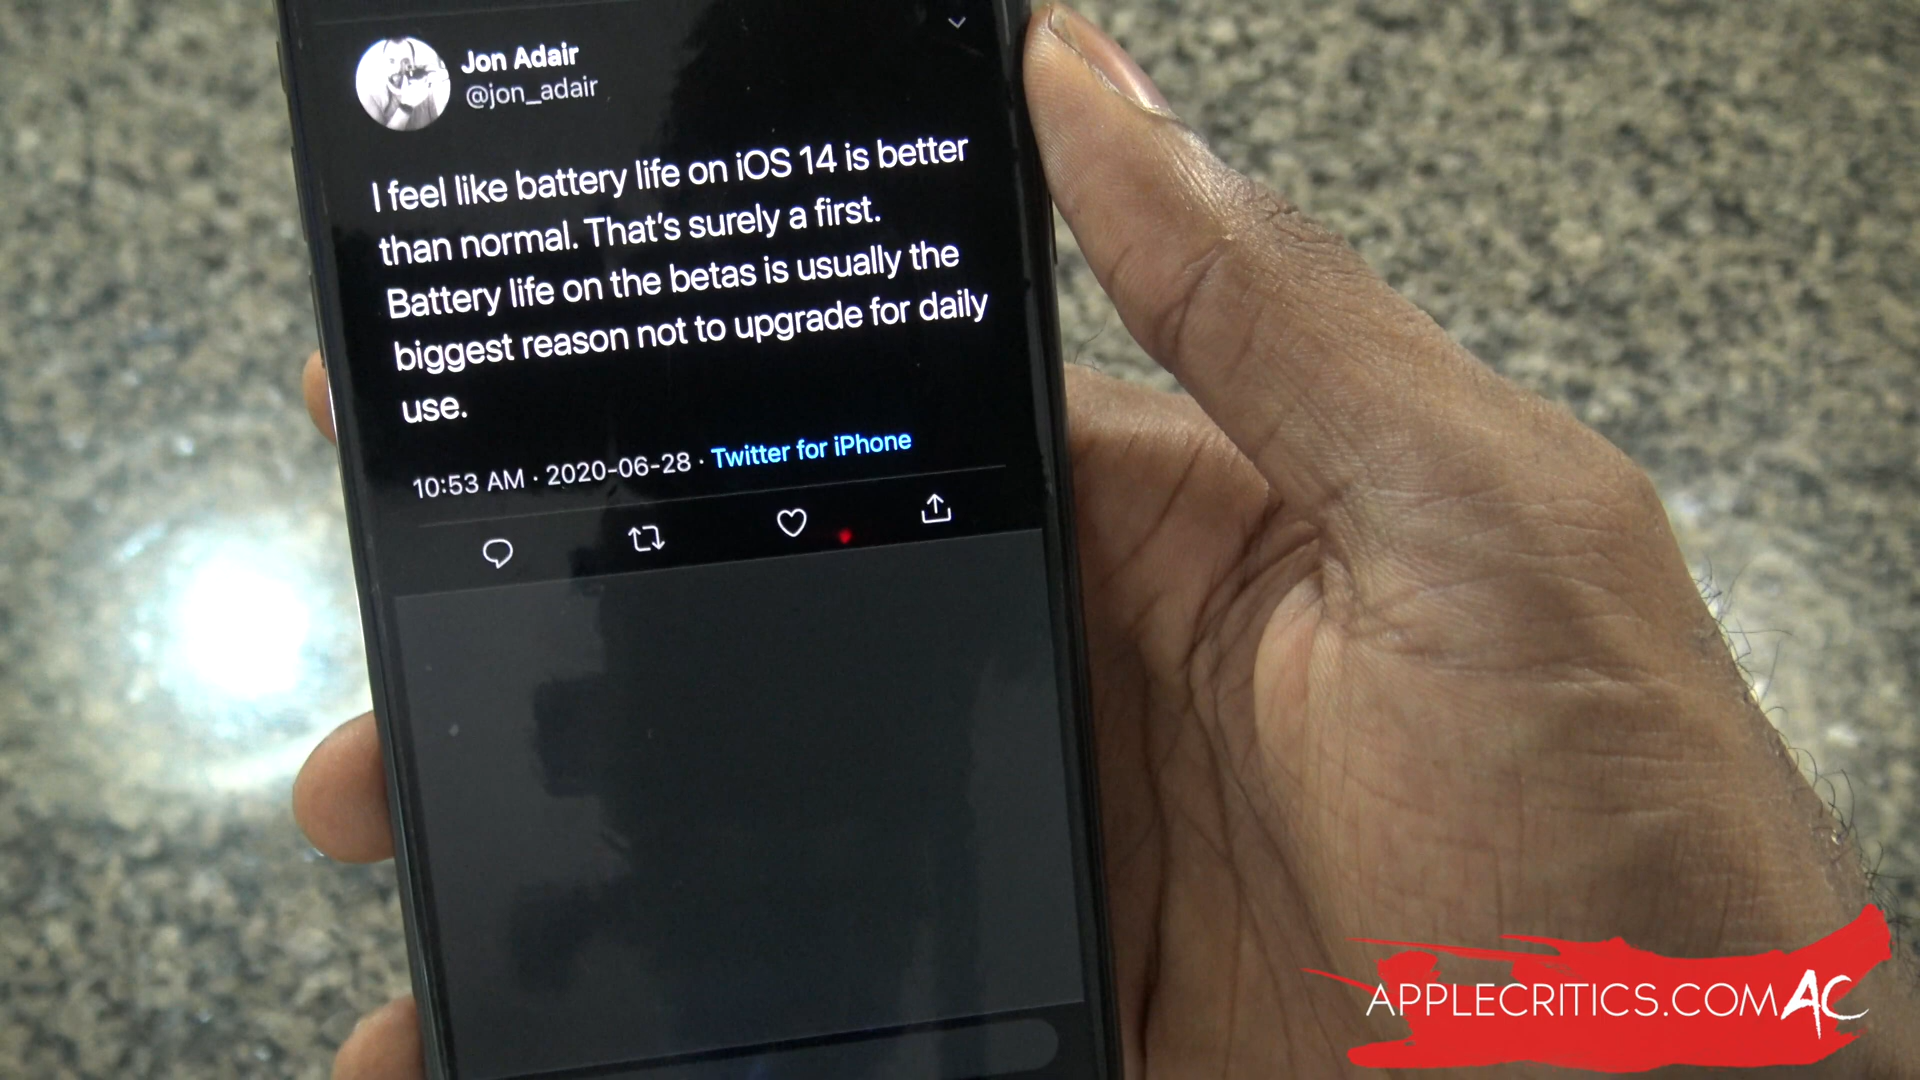 Jon Adair
@jon_adair
I feel like battery life on iOS 14 is better
than normal. That's surely a first.
Battery life on the betas is usually the
biggest reason not to upgrade for daily
use.
10:53 AM · 2020-06-28 · Twitter for iPhone
APPLECRITICS.COM AC